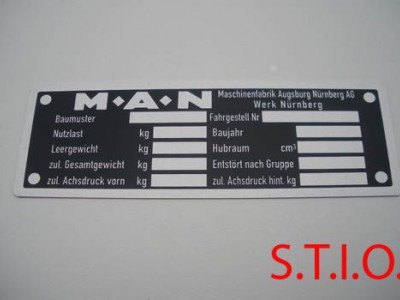 M·A·N Maschinenfabrik Augsburg Nürnberg AG
Werk Nürnberg
Baumuster Fahrgestell Nr
Nutzlast kg Baujahr
Leergewicht kg Hubraum cm³
zul. Gesamtgewicht kg Entstört nach Gruppe
zul. Achsdruck vorn kg zul. Achsdruck hint. kg
S.T.I.O.